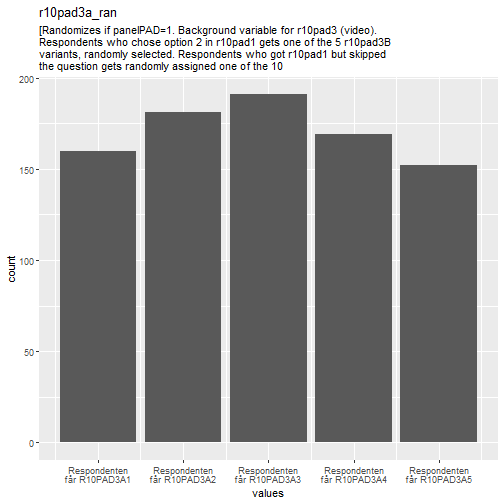 r10pad3a_ran
[Randomizes if panelPAD=1. Background variable for r10pad3 (video).
Respondents who chose option 2 in r10pad1 gets one of the 5 r10pad3B
variants, randomly selected. Respondents who got r10pad1 but skipped
the question gets randomly assigned one of the 10
200
150
100
50
0
count
Respondenten
får R10PAD3A1
Respondenten
får R10PAD3A2
Respondenten
får R10PAD3A3
Respondenten
får R10PAD3A4
Respondenten
får R10PAD3A5
values